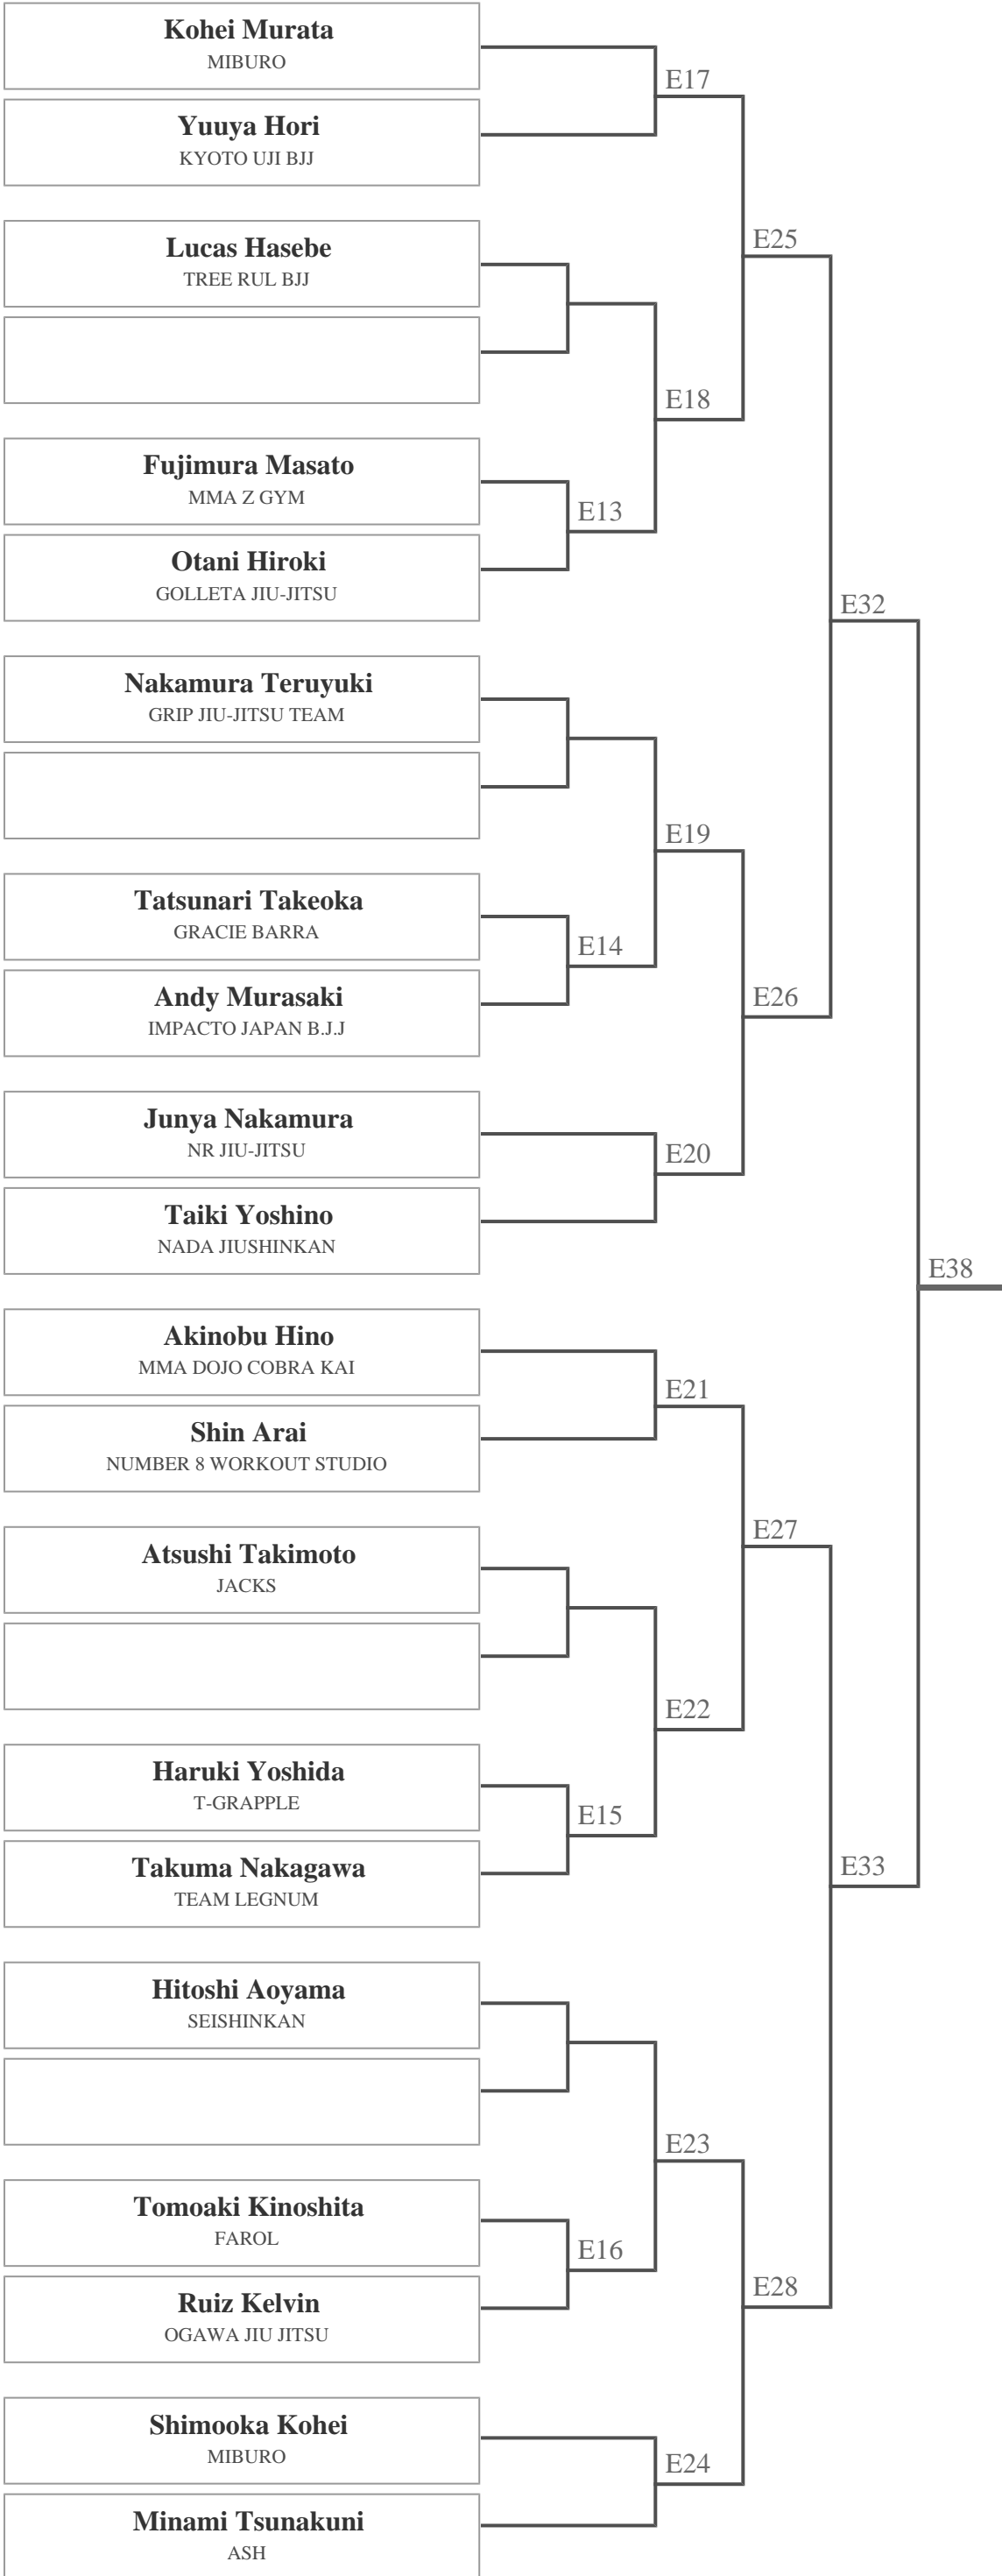 Kohei Murata
MIBURO
E17
Yuuya Hori
KYOTO UJI BJJ
Lucas Hasebe
TREE RUL BJJ
E25
E18
Fujimura Masato
MMA Z GYM
E13
Otani Hiroki
GOLLETA JIU-JITSU
E32
Nakamura Teruyuki
GRIP JIU-JITSU TEAM
E19
Tatsunari Takeoka
GRACIE BARRA
E14
Andy Murasaki
IMPACTO JAPAN B.J.J
E26
Junya Nakamura
NR JIU-JITSU
E20
Taiki Yoshino
NADA JIUSHINKAN
E38
Akinobu Hino
MMA DOJO COBRA KAI
E21
Shin Arai
NUMBER 8 WORKOUT STUDIO
E27
Atsushi Takimoto
JACKS
E22
Haruki Yoshida
T-GRAPPLE
E15
Takuma Nakagawa
TEAM LEGNUM
E33
Hitoshi Aoyama
SEISHINKAN
E23
Tomoaki Kinoshita
FAROL
E16
Ruiz Kelvin
OGAWA JIU JITSU
E28
Shimooka Kohei
MIBURO
E24
Minami Tsunakuni
ASH